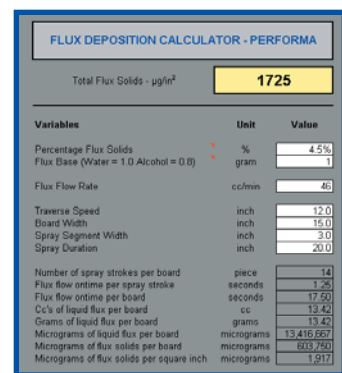 FLUX DEPOSITION CALCULATOR - PERFORMA
Total Flux Solids - µg/in² 1725
Variables Unit Value
Percentage Flux Solids % 4.5%
Flux Base (Water = 1.0 Alcohol = 0.8) gram 1
Flux Flow Rate cc/min 46
Traverse Speed inch 12.0
Board Width inch 15.0
Spray Segment Width inch 3.0
Spray Duration inch 20.0
Number of spray strokes per board piece 14
Flux flow ontime per spray stroke seconds 1.25
Flux flow ontime per board seconds 17.50
Cc's of liquid flux per board cc 13.42
Grams of liquid flux per board grams 13.42
Micrograms of liquid flux per board micrograms 13,416,667
Micrograms of flux solids per board micrograms 603,750
Micrograms of flux solids per square inch micrograms 1,917